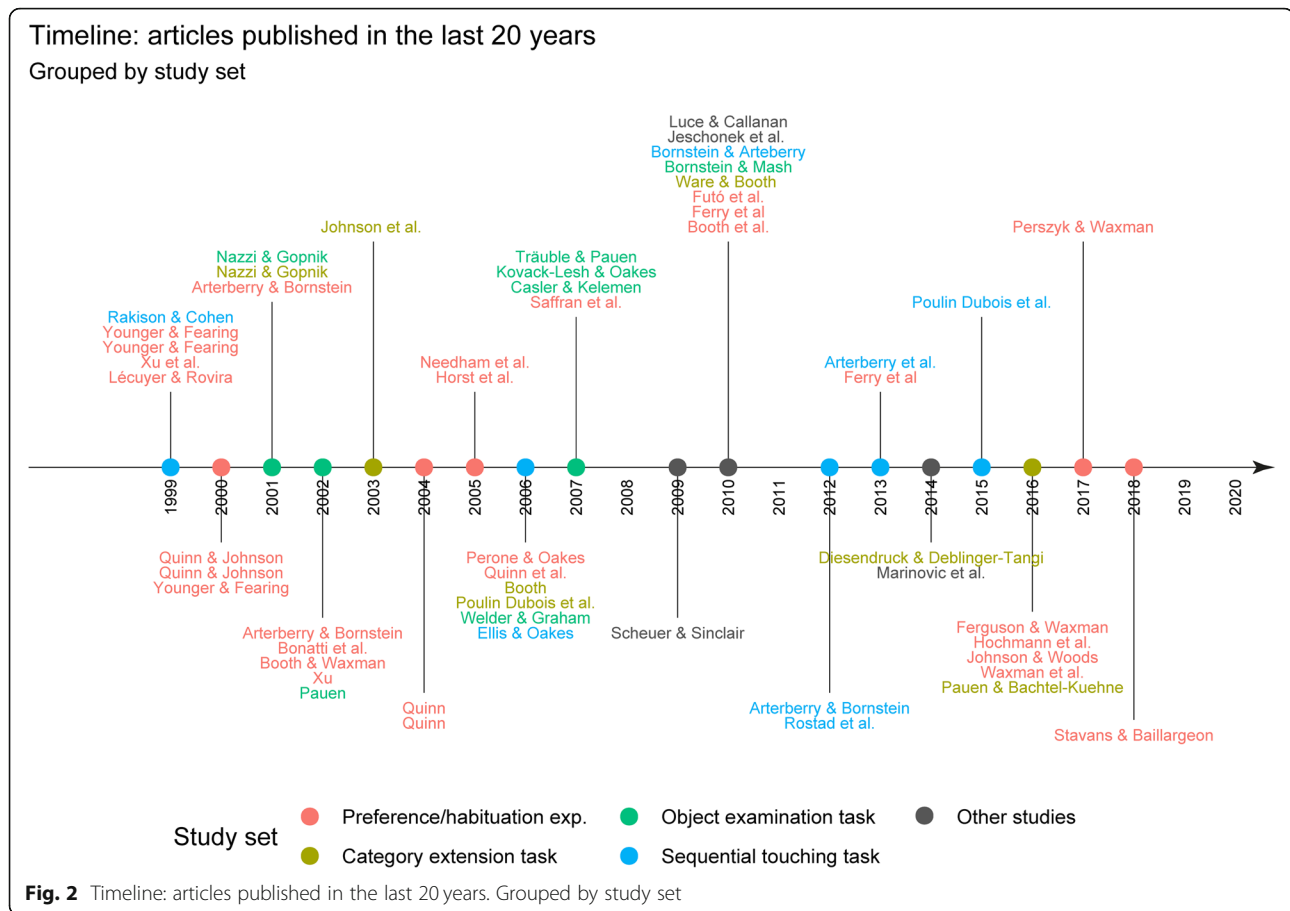 Timeline: articles published in the last 20 years
Grouped by study set
Luce & Callanan
Jeschonek et al.
Bornstein & Arteberry
Bornstein & Mash
Ware & Booth
Futó et al.
Ferry et al
Booth et al.
Johnson et al.
Perszyk & Waxman
Nazzi & Gopnik
Nazzi & Gopnik
Arterberry & Bornstein
Träuble & Pauen
Kovack-Lesh & Oakes
Casler & Kelemen
Saffran et al.
Poulin Dubois et al.
Rakison & Cohen
Younger & Fearing
Younger & Fearing
Xu et al.
Lécuyer & Rovira
Needham et al.
Horst et al.
Arterberry et al.
Ferry et al
1999
2000
2001
2002
2003
2004
2005
2006
2007
2008
2009
2010
2011
2012
2013
2014
2015
2016
2017
2018
2019
2020
Quinn & Johnson
Quinn & Johnson
Younger & Fearing
Perone & Oakes
Quinn et al.
Booth
Poulin Dubois et al.
Welder & Graham
Ellis & Oakes
Diesendruck & Deblinger-Tangi
Marinovic et al.
Arterberry & Bornstein
Bonatti et al.
Booth & Waxman
Xu
Pauen
Scheuer & Sinclair
Ferguson & Waxman
Hochmann et al.
Johnson & Woods
Waxman et al.
Pauen & Bachtel-Kuehne
Quinn
Quinn
Arterberry & Bornstein
Rostad et al.
Stavans & Baillargeon
Study set
Preference/habituation exp.
Object examination task
Other studies
Category extension task
Sequential touching task
Fig. 2 Timeline: articles published in the last 20 years. Grouped by study set